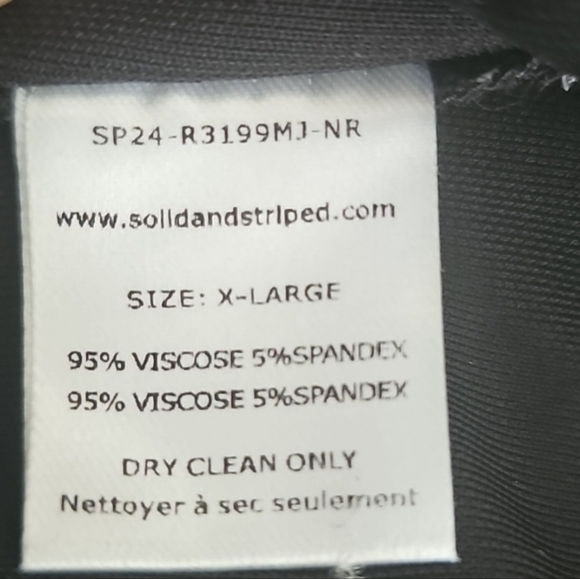 SP24-R3199MJ-NR
www.solidandstriped.com
SIZE: X-LARGE
95% VISCOSE 5%SPANDEX
95% VISCOSE 5%SPANDEX
DRY CLEAN ONLY
Nettoyer à sec seulement